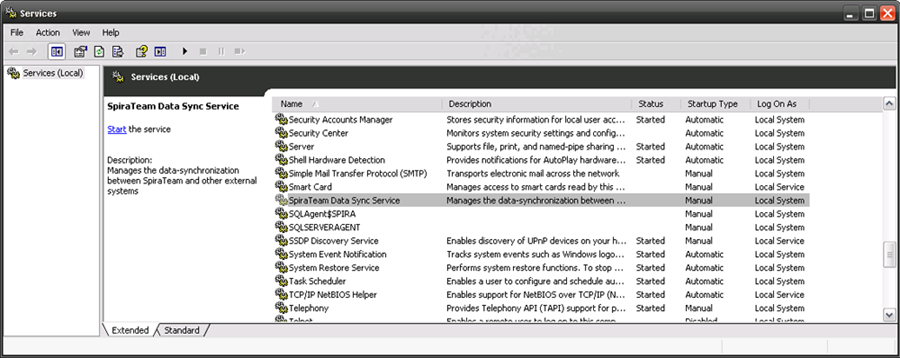 Services
File Action View Help
Services (Local)
Services (Local)
SpiraTeam Data Sync Service
Start the service
Description:
Manages the data-synchronization
between SpiraTeam and other external
systems
Name Description Status Startup Type Log On As
Security Accounts Manager Stores security information for local user acc... Started Automatic Local System
Security Center Monitors system security settings and config... Automatic Local System
Server Supports file, print, and named-pipe sharing ... Started Automatic Local System
Shell Hardware Detection Provides notifications for AutoPlay hardware... Started Automatic Local System
Simple Mail Transfer Protocol (SMTP) Transports electronic mail across the network Manual Local System
Smart Card Manages access to smart cards read by this ... Manual Local Service
SpiraTeam Data Sync Service Manages the data-synchronization between ... Manual Local System
SQLAgent$SPIRA Manual Local System
SQLSERVERAGENT Manual Local System
SSDP Discovery Service Enables discovery of UPnP devices on your h... Started Manual Local Service
System Event Notification Tracks system events such as Windows logo... Started Automatic Local System
System Restore Service Performs system restore functions. To stop ... Started Automatic Local System
Task Scheduler Enables a user to configure and schedule au... Started Automatic Local System
TCP/IP NetBIOS Helper Enables support for NetBIOS over TCP/IP (N... Started Automatic Local Service
Telephony Provides Telephony API (TAPI) support for p... Started Manual Local System
Telnet Enables a remote user to log on to this comp... Disabled Local System
Extended Standard